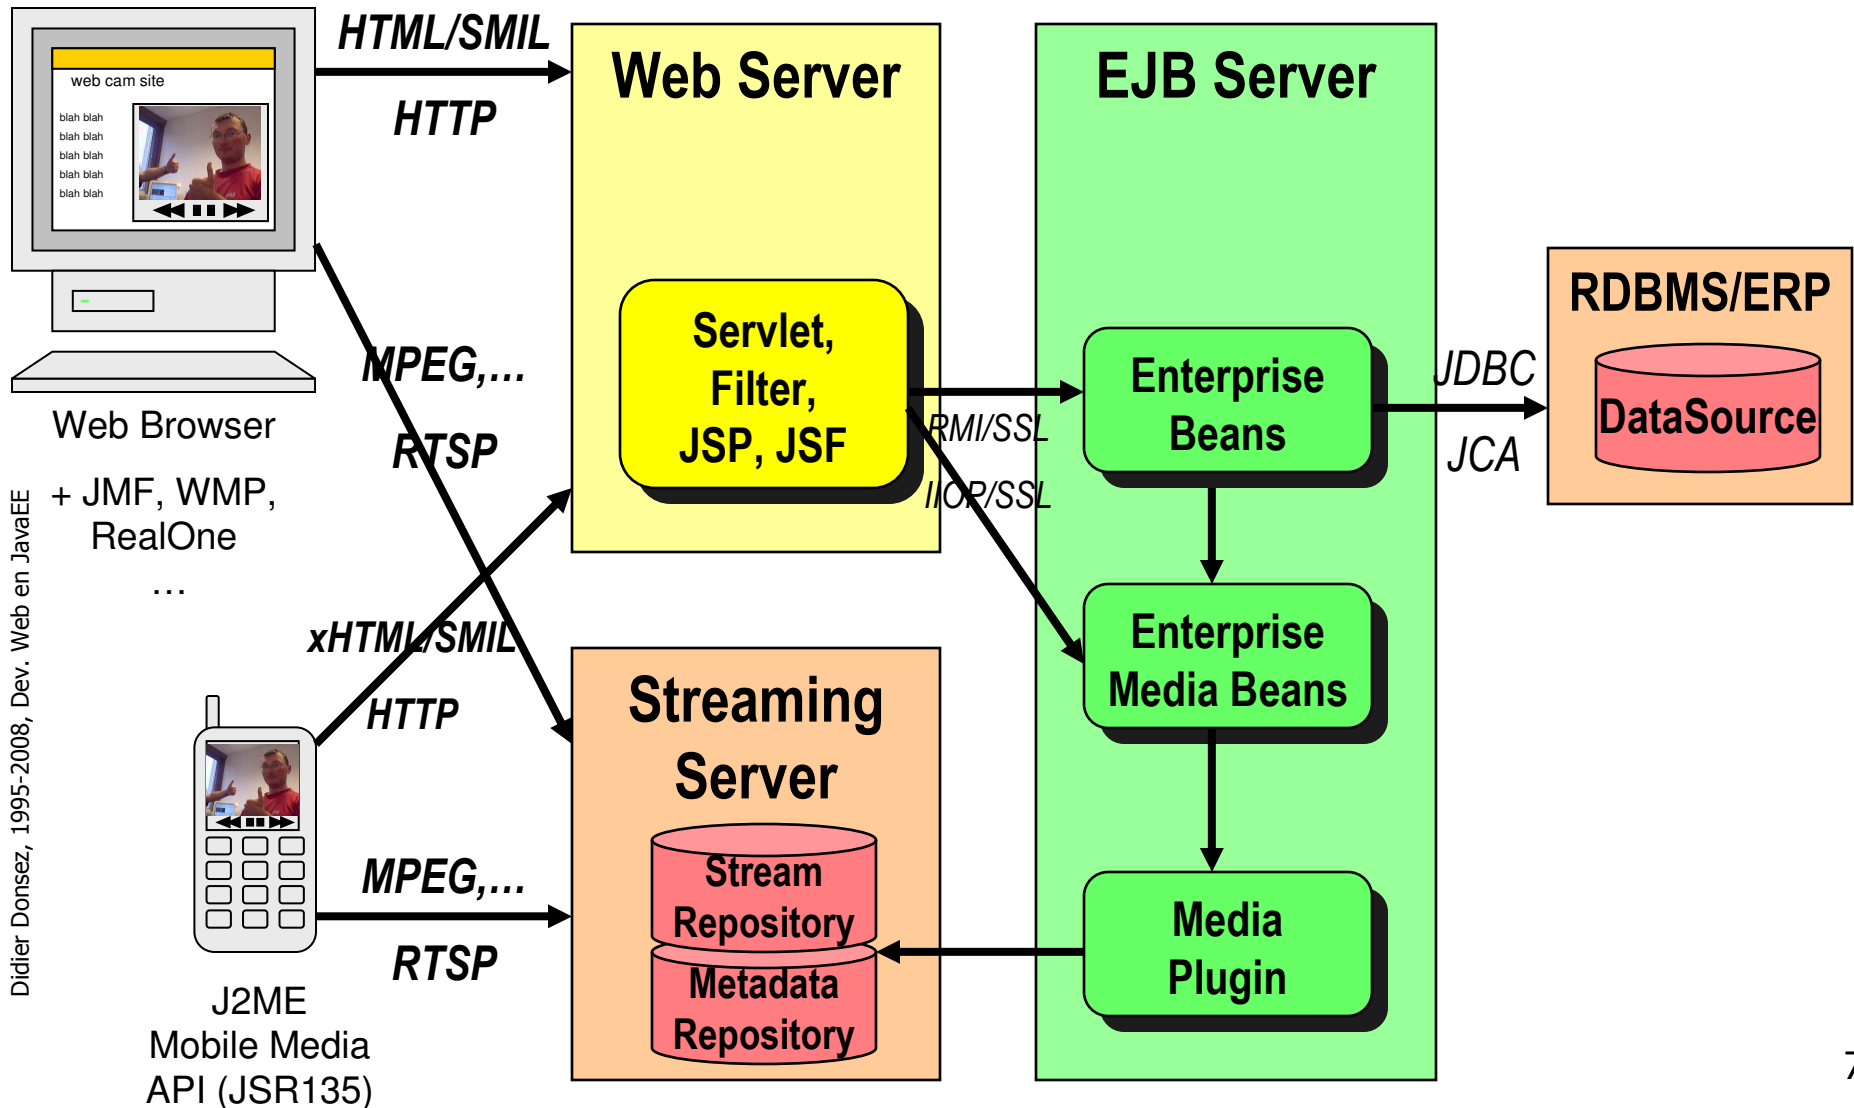 HTML/SMIL
HTTP
web cam site
blah blah
blah blah
blah blah
blah blah
blah blah
Web Browser
+ JMF, WMP,
RealOne
…
MPEG,…
RTSP
xHTML/SMIL
HTTP
MPEG,…
RTSP
J2ME
Mobile Media
API (JSR135)
Web Server
Servlet,
Filter,
JSP, JSF
RMI/SSL
IIOP/SSL
Streaming
Server
Stream
Repository
Metadata
Repository
EJB Server
Enterprise
Beans
Enterprise
Media Beans
Media
Plugin
JDBC
JCA
RDBMS/ERP
DataSource
Didier Donsez, 1995-2008, Dev. Web en JavaEE
7